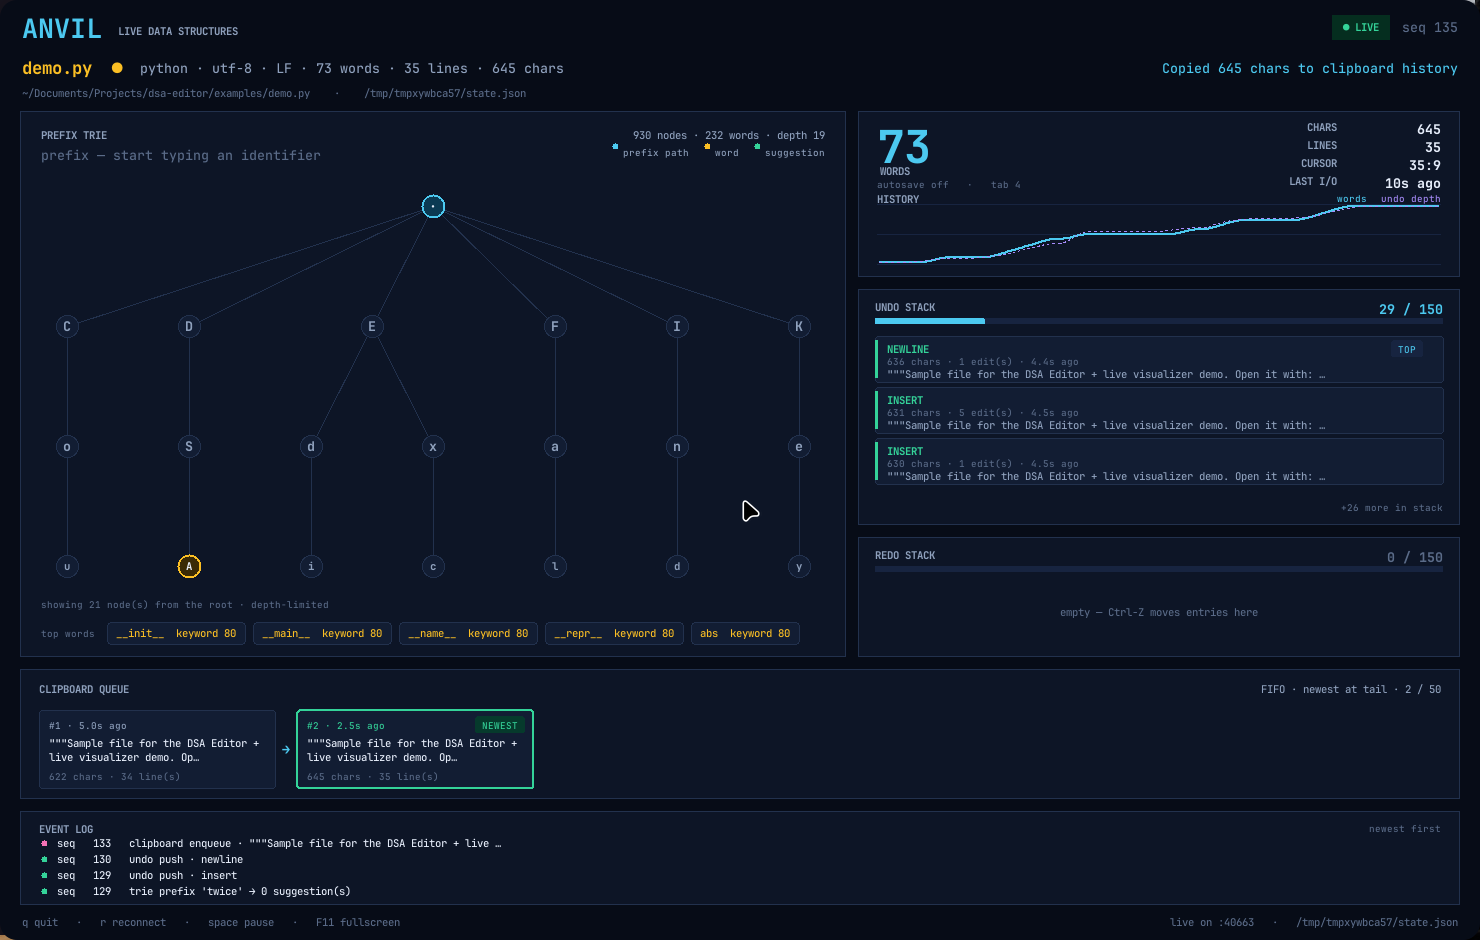 ANVIL LIVE DATA STRUCTURES
LIVE seq 135
demo.py python · utf-8 · LF · 73 words · 35 lines · 645 chars
Copied 645 chars to clipboard history
~/Documents/Projects/dsa-editor/examples/demo.py · /tmp/tmpxywbca57/state.json
PREFIX TRIE
930 nodes · 232 words · depth 19
prefix — start typing an identifier
prefix path word suggestion
C D E F I K
o S d x a n e
u A i c l d y
showing 21 node(s) from the root · depth-limited
top words __init__ keyword 80 __main__ keyword 80 __name__ keyword 80 __repr__ keyword 80 abs keyword 80
73
WORDS
autosave off · tab 4
CHARS 645
LINES 35
CURSOR 35:9
LAST I/O 10s ago
HISTORY
words undo depth
UNDO STACK 29 / 150
NEWLINE TOP
636 chars · 1 edit(s) · 4.4s ago
"""Sample file for the DSA Editor + live visualizer demo. Open it with: …
INSERT
631 chars · 5 edit(s) · 4.5s ago
"""Sample file for the DSA Editor + live visualizer demo. Open it with: …
INSERT
630 chars · 1 edit(s) · 4.5s ago
"""Sample file for the DSA Editor + live visualizer demo. Open it with: …
+26 more in stack
REDO STACK 0 / 150
empty — Ctrl-Z moves entries here
CLIPBOARD QUEUE FIFO · newest at tail · 2 / 50
#1 · 5.0s ago
"""Sample file for the DSA Editor +
live visualizer demo. Op…
622 chars · 34 line(s)
→
#2 · 2.5s ago NEWEST
"""Sample file for the DSA Editor +
live visualizer demo. Op…
645 chars · 35 line(s)
EVENT LOG newest first
seq 133 clipboard enqueue · """Sample file for the DSA Editor + live …
seq 130 undo push · newline
seq 129 undo push · insert
seq 129 trie prefix 'twice' → 0 suggestion(s)
q quit · r reconnect · space pause · F11 fullscreen
live on :40663 · /tmp/tmpxywbca57/state.json